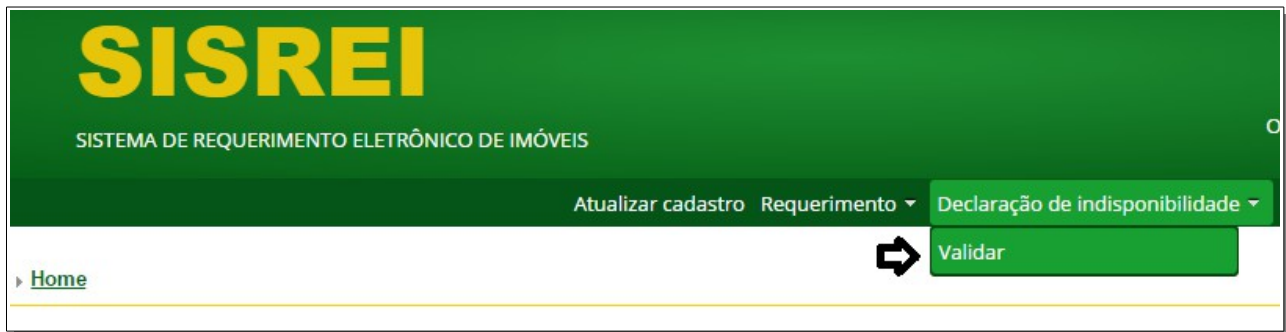 SISREI
SISTEMA DE REQUERIMENTO ELETRÔNICO DE IMÓVEIS
O
Atualizar cadastro Requerimento Declaração de indisponibilidade
Validar
Home